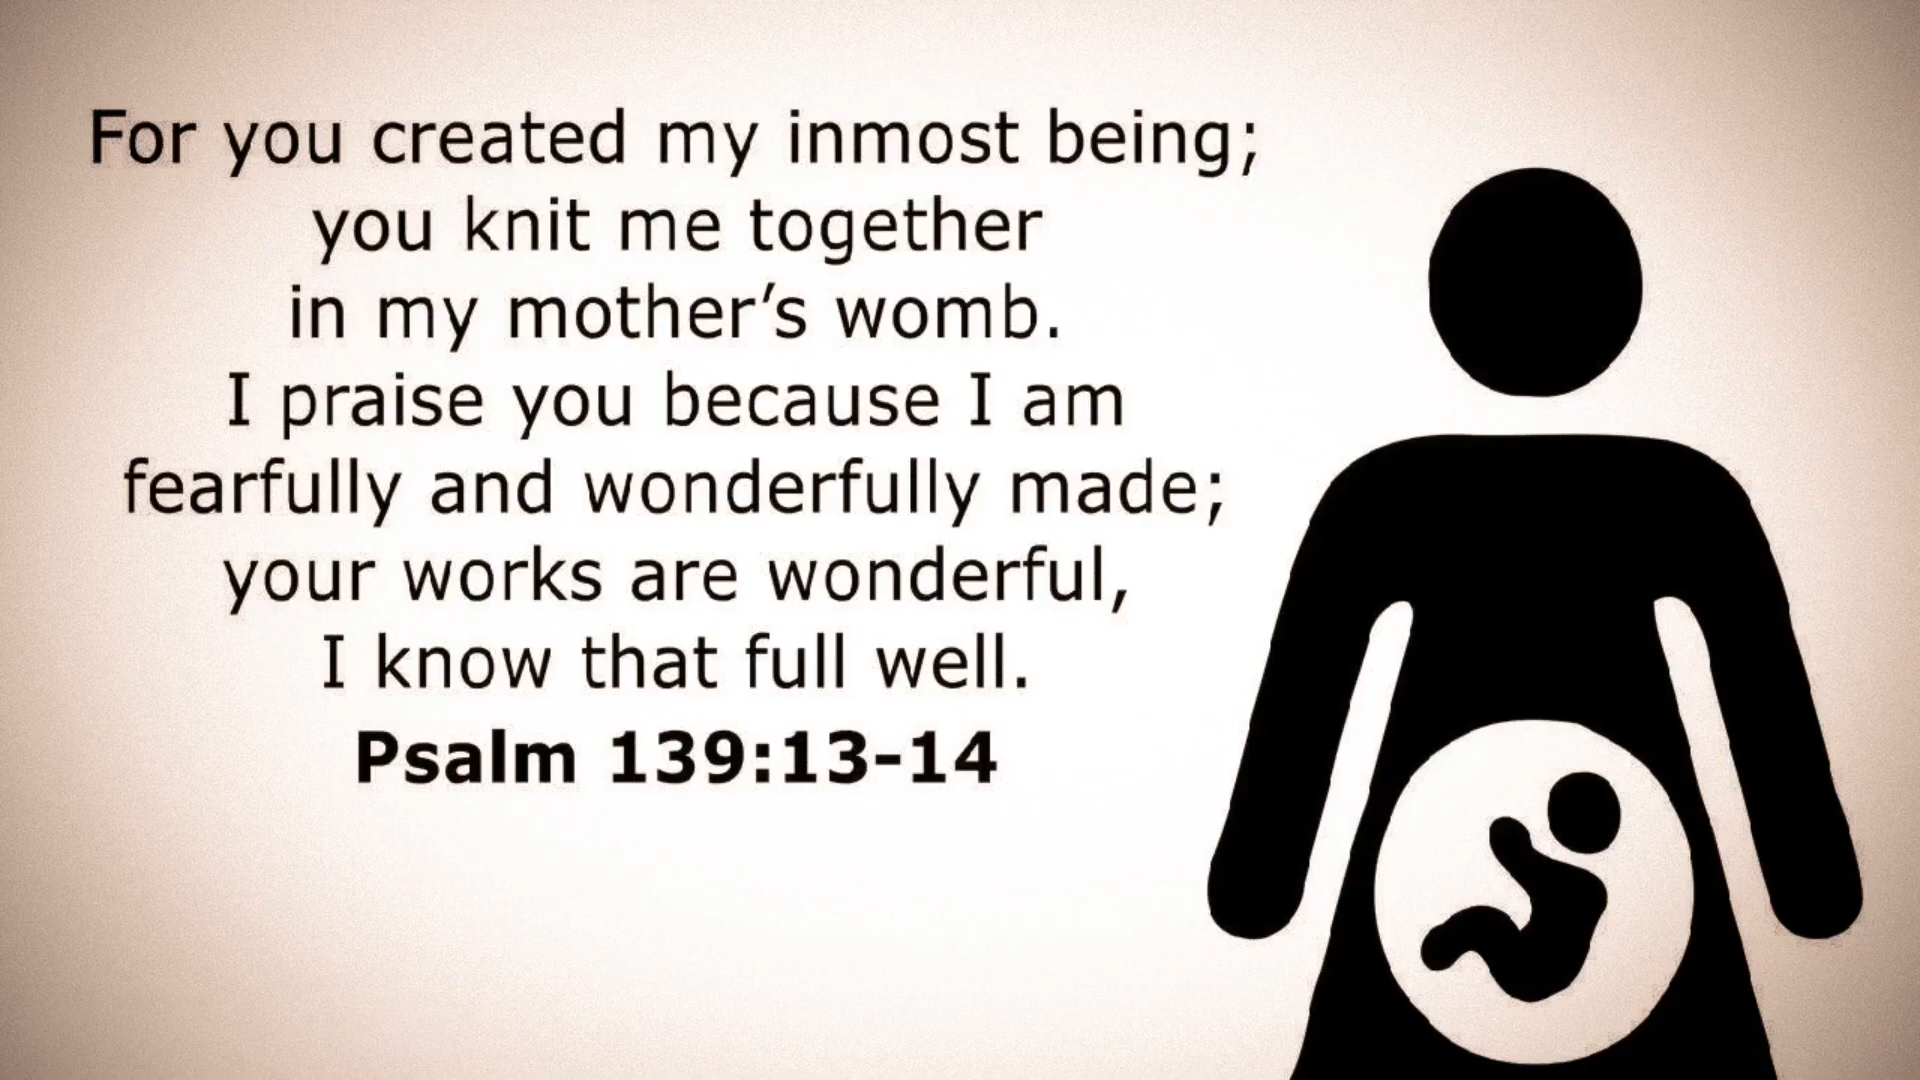 For you created my inmost being;
you knit me together
in my mother’s womb.
I praise you because I am
fearfully and wonderfully made;
your works are wonderful,
I know that full well.
Psalm 139:13-14